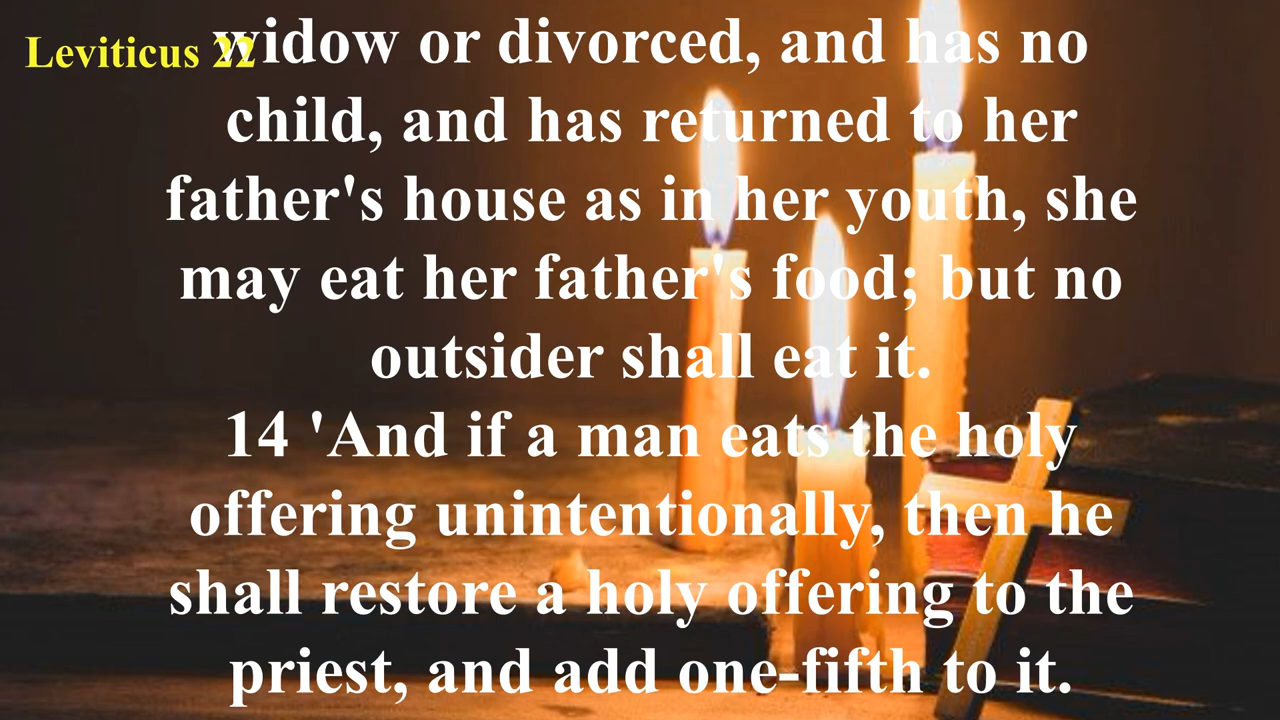 Leviticus 22
widow or divorced, and has no
child, and has returned to her
father's house as in her youth, she
may eat her father's food; but no
outsider shall eat it.
14 'And if a man eats the holy
offering unintentionally, then he
shall restore a holy offering to the
priest, and add one-fifth to it.